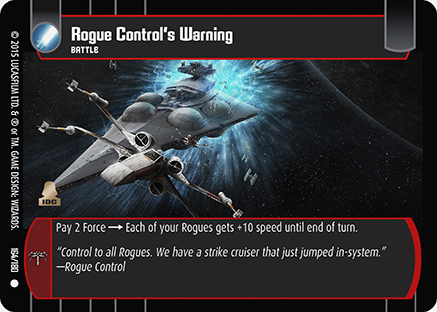 Rogue Control's Warning
BATTLE
© 2015 LUCASFILM LTD. & ® or TM. GAME DESIGN: WIZARDS.
IDC
Pay 2 Force → Each of your Rogues gets +10 speed until end of turn.
"Control to all Rogues. We have a strike cruiser that just jumped in-system."
—Rogue Control
164/180